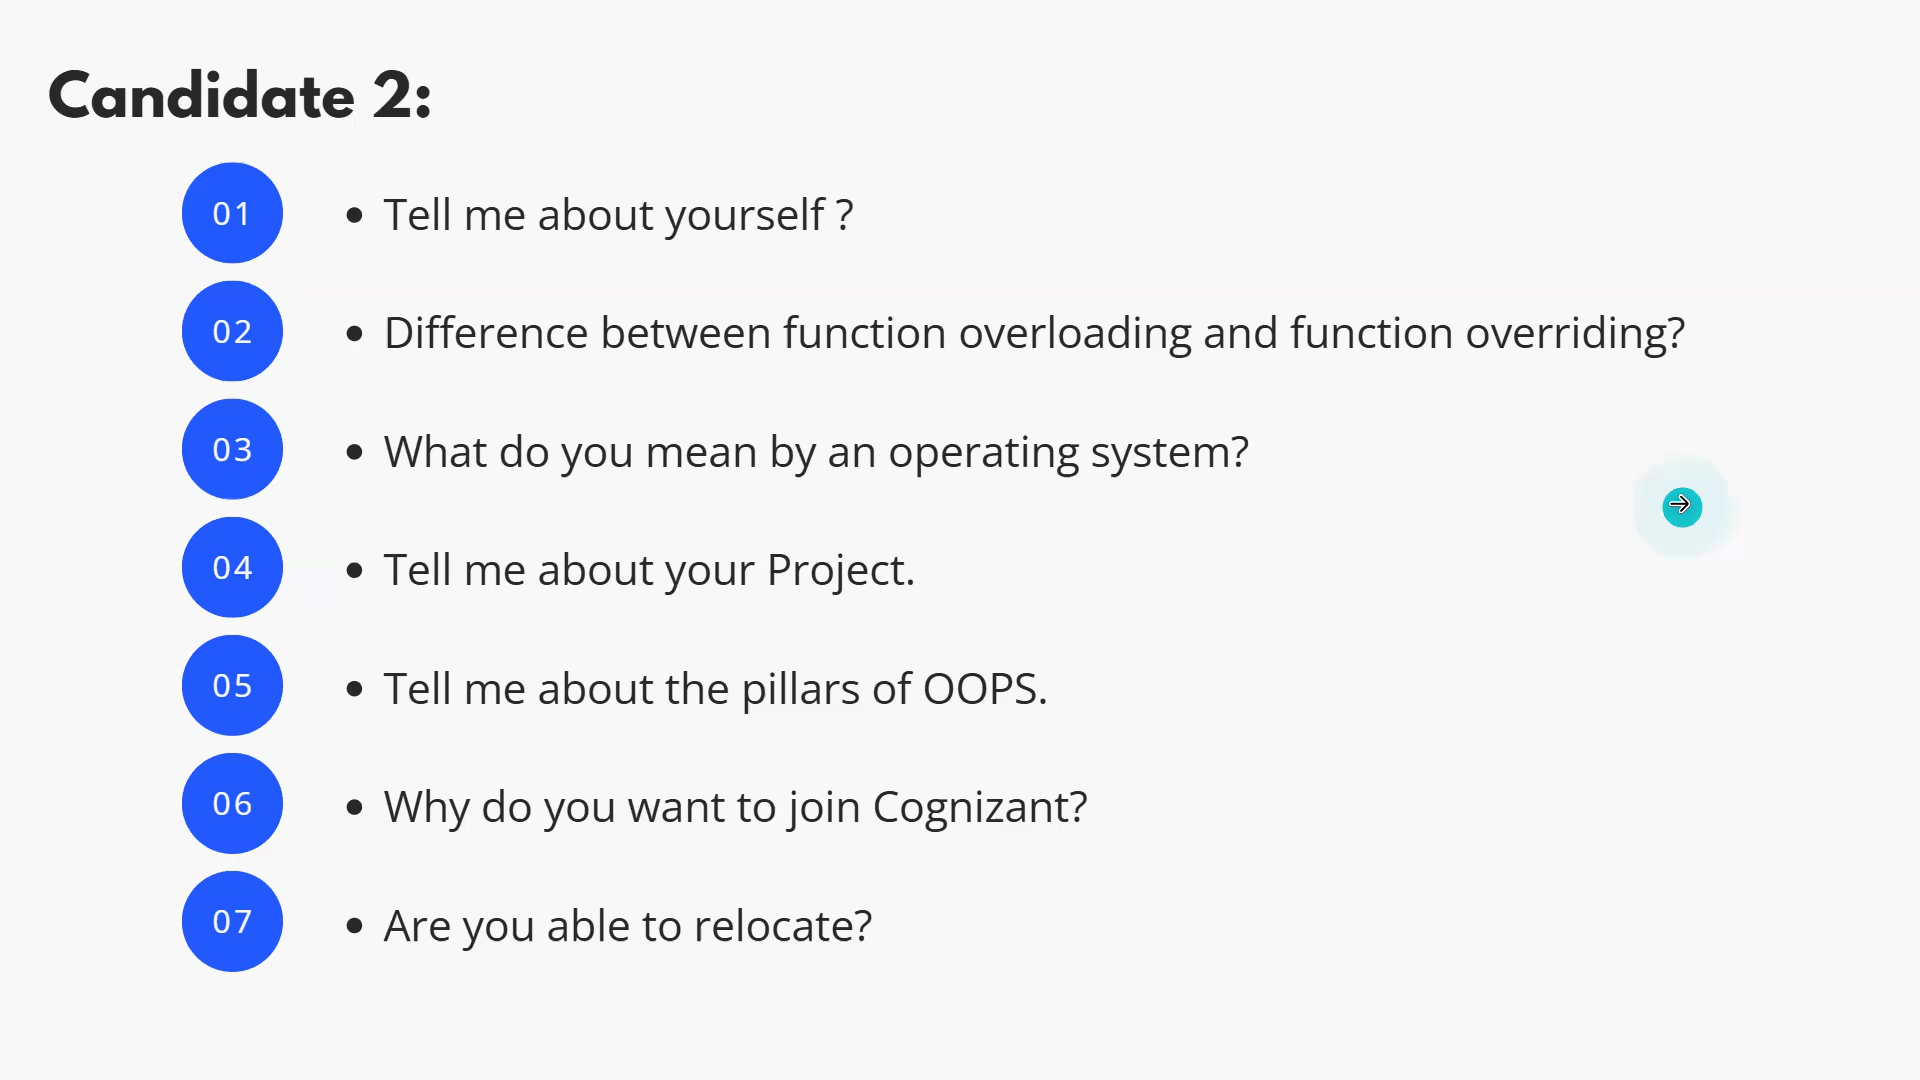 Candidate 2:
01
• Tell me about yourself ?
02
• Difference between function overloading and function overriding?
03
• What do you mean by an operating system?
04
• Tell me about your Project.
05
• Tell me about the pillars of OOPS.
06
• Why do you want to join Cognizant?
07
• Are you able to relocate?